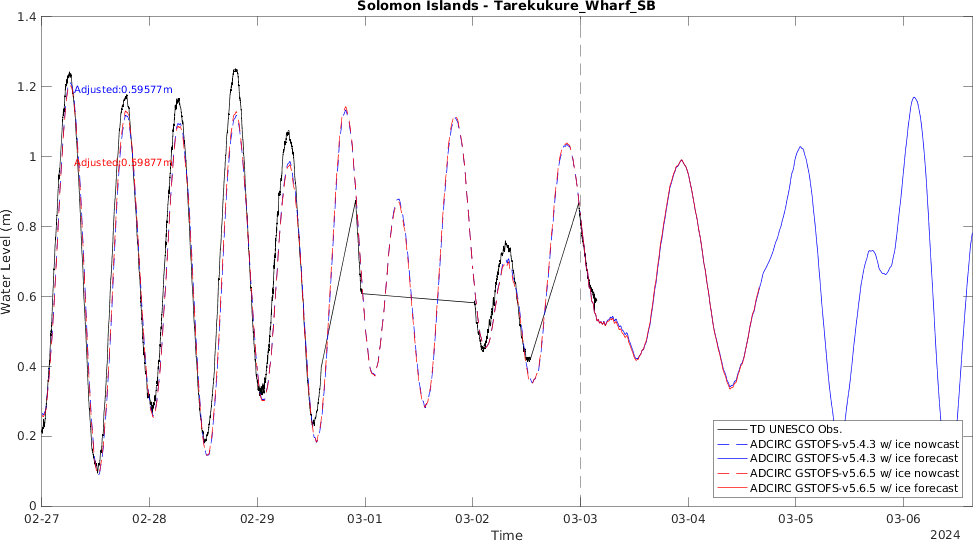 Solomon Islands - Tarekukure_Wharf_SB
1.4
1.2
1
0.8
0.6
0.4
0.2
0
Water Level (m)
Adjusted:0.59577m
Adjusted:0.59877m
TD UNESCO Obs.
ADCIRC GSTOFS-v5.4.3 w/ ice nowcast
ADCIRC GSTOFS-v5.4.3 w/ ice forecast
ADCIRC GSTOFS-v5.6.5 w/ ice nowcast
ADCIRC GSTOFS-v5.6.5 w/ ice forecast
02-27 02-28 02-29 03-01 03-02 03-03 03-04 03-05 03-06
Time
2024